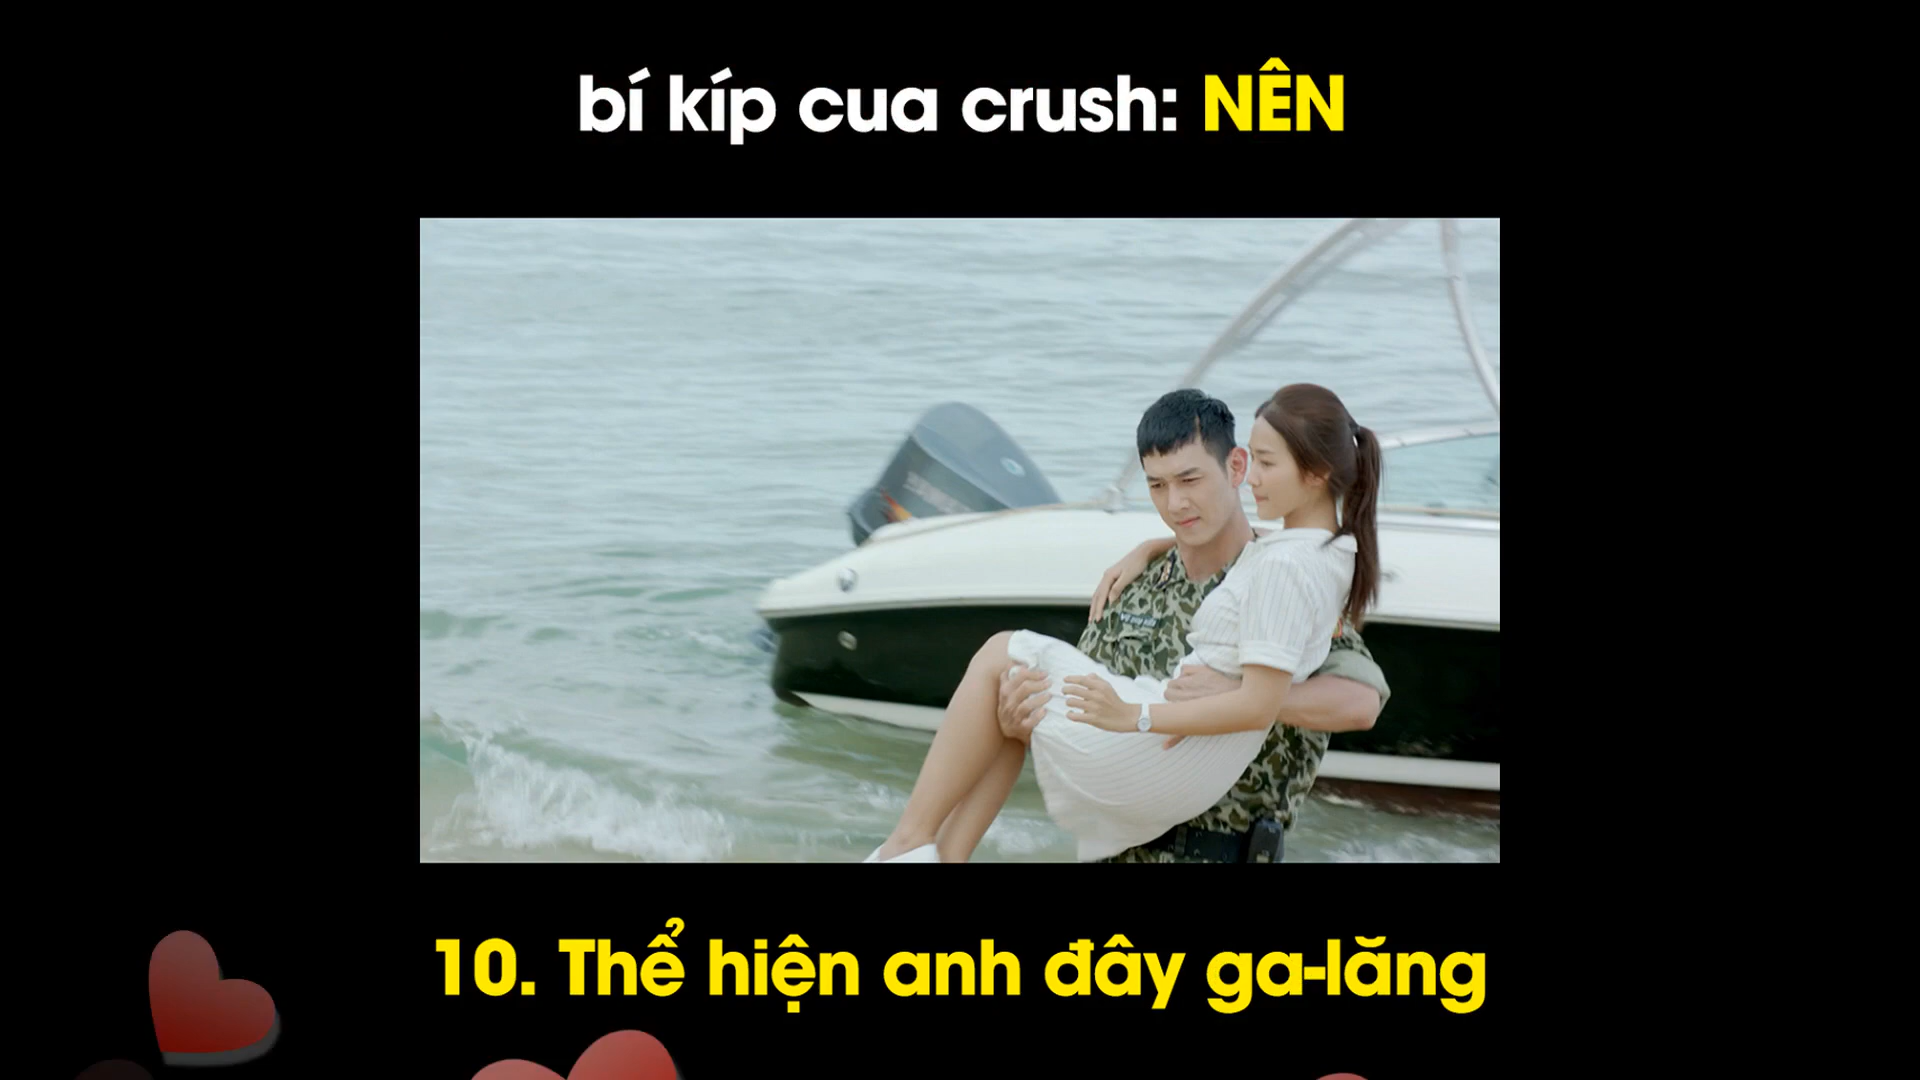 bí kíp cua crush: NÊN
10. Thể hiện anh đây ga-lăng